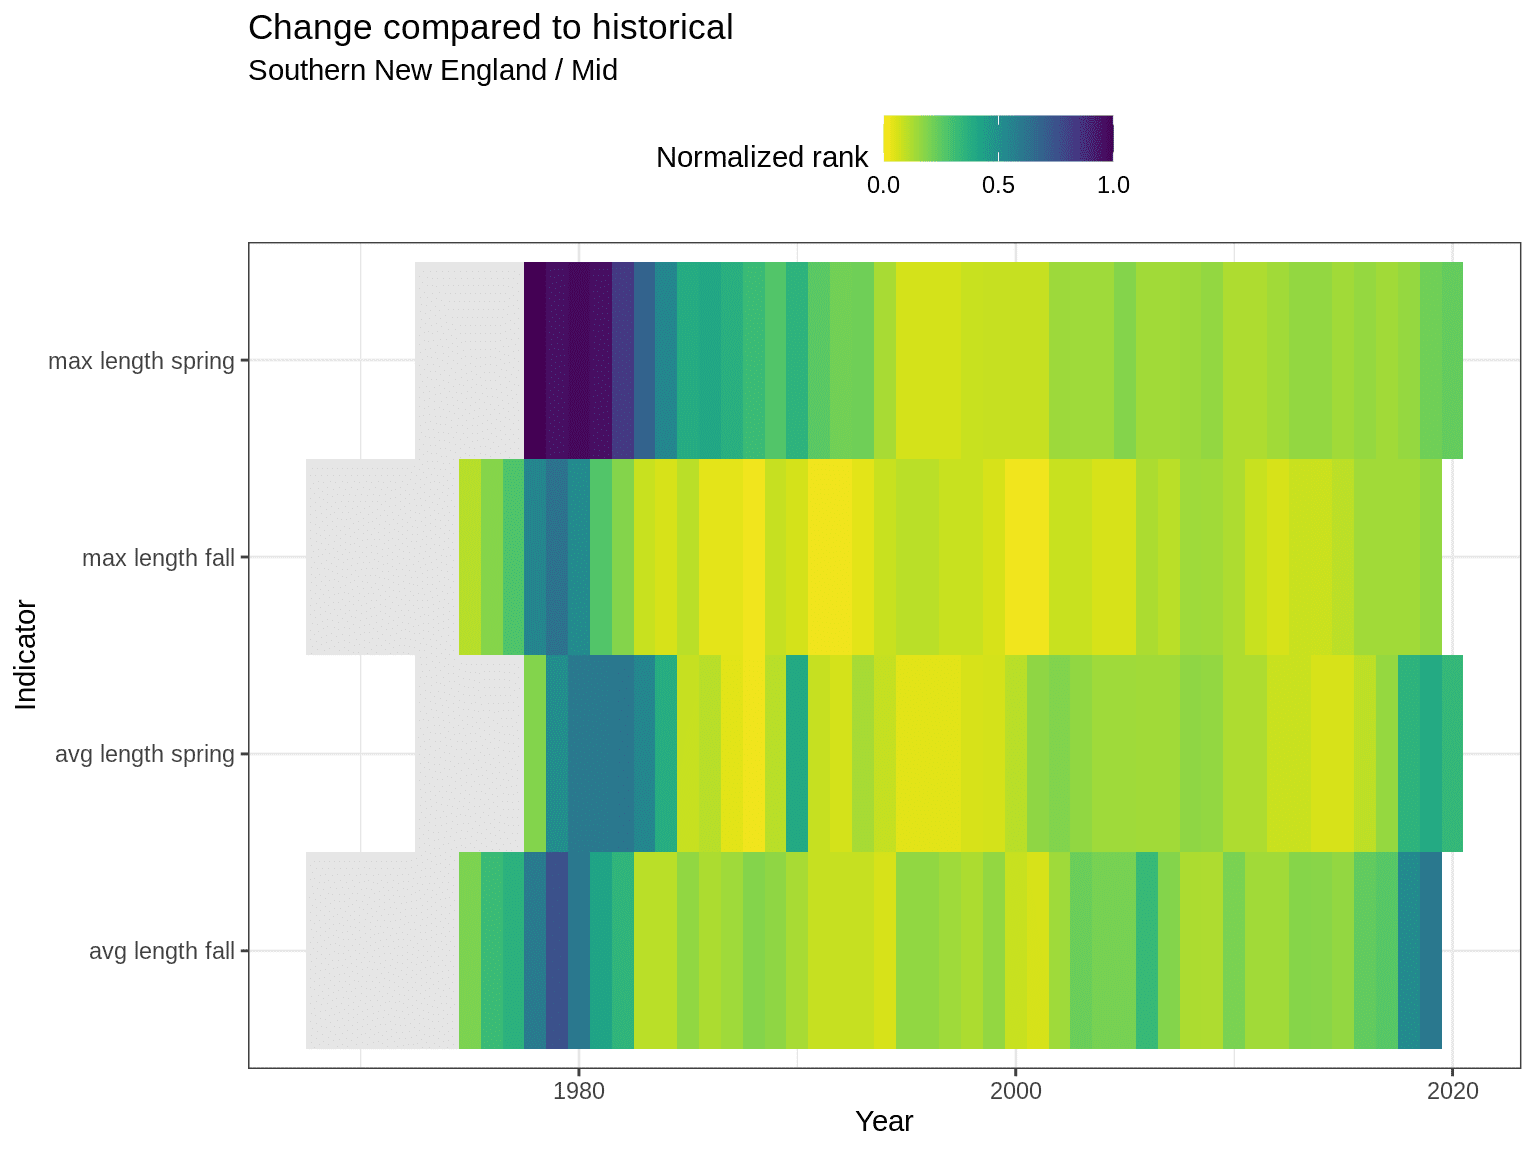 Change compared to historical
Southern New England / Mid
Normalized rank
0.0 0.5 1.0
max length spring
max length fall
avg length spring
avg length fall
Indicator
1980 2000 2020
Year